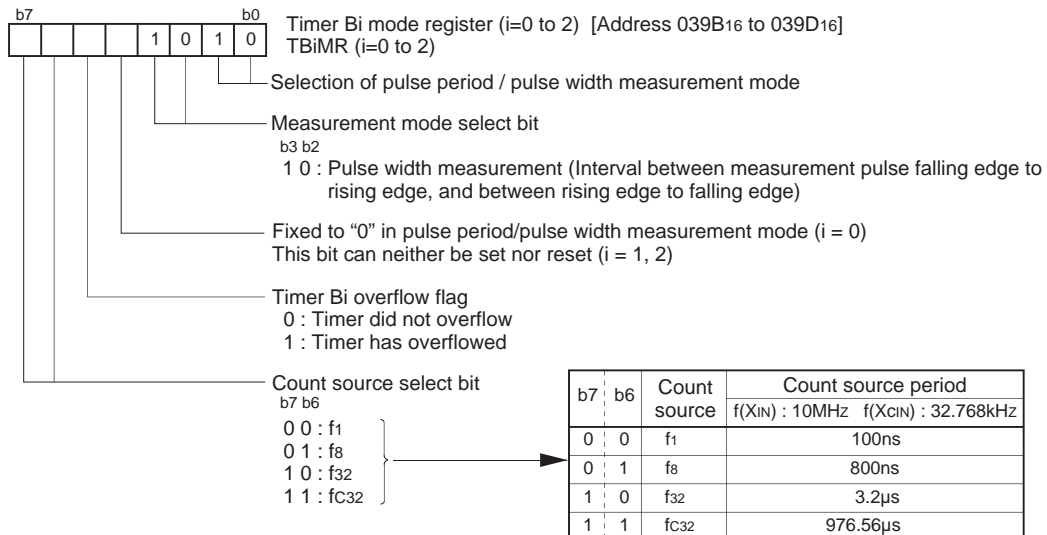 b7 b0
Timer Bi mode register (i=0 to 2) [Address 039B16 to 039D16]
1 0 1 0
TBiMR (i=0 to 2)
Selection of pulse period / pulse width measurement mode
Measurement mode select bit
b3 b2
1 0 : Pulse width measurement (Interval between measurement pulse falling edge to
rising edge, and between rising edge to falling edge)
Fixed to “0” in pulse period/pulse width measurement mode (i = 0)
This bit can neither be set nor reset (i = 1, 2)
Timer Bi overflow flag
0 : Timer did not overflow
1 : Timer has overflowed
Count source select bit
b7 b6
0 0 : f1
0 1 : f8
1 0 : f32
1 1 : fC32
b7 b6 Count source Count source period
f(XIN) : 10MHz f(XCIN) : 32.768kHz
0 0 f1 100ns
0 1 f8 800ns
1 0 f32 3.2µs
1 1 fC32 976.56µs